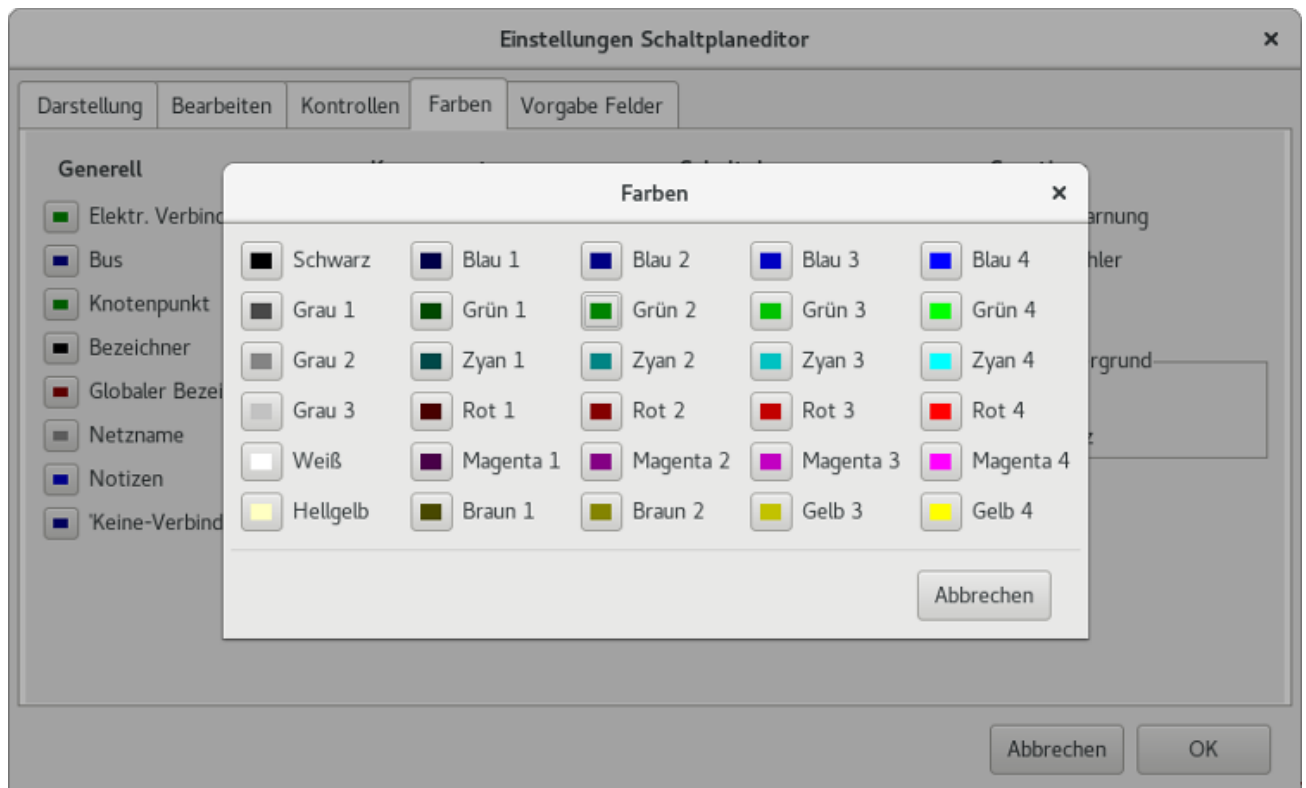 Einstellungen Schaltplaneditor
Darstellung Bearbeiten Kontrollen Farben Vorgabe Felder
Generell
Elektr. Verbind
Bus
Knotenpunkt
Bezeichner
Globaler Bezei
Netzname
Notizen
'Keine-Verbind
Farben
Schwarz Blau 1 Blau 2 Blau 3 Blau 4
Grau 1 Grün 1 Grün 2 Grün 3 Grün 4
Grau 2 Zyan 1 Zyan 2 Zyan 3 Zyan 4
Grau 3 Rot 1 Rot 2 Rot 3 Rot 4
Weiß Magenta 1 Magenta 2 Magenta 3 Magenta 4
Hellgelb Braun 1 Braun 2 Gelb 3 Gelb 4
Abbrechen
arnung
hler
rgrund
Abbrechen OK